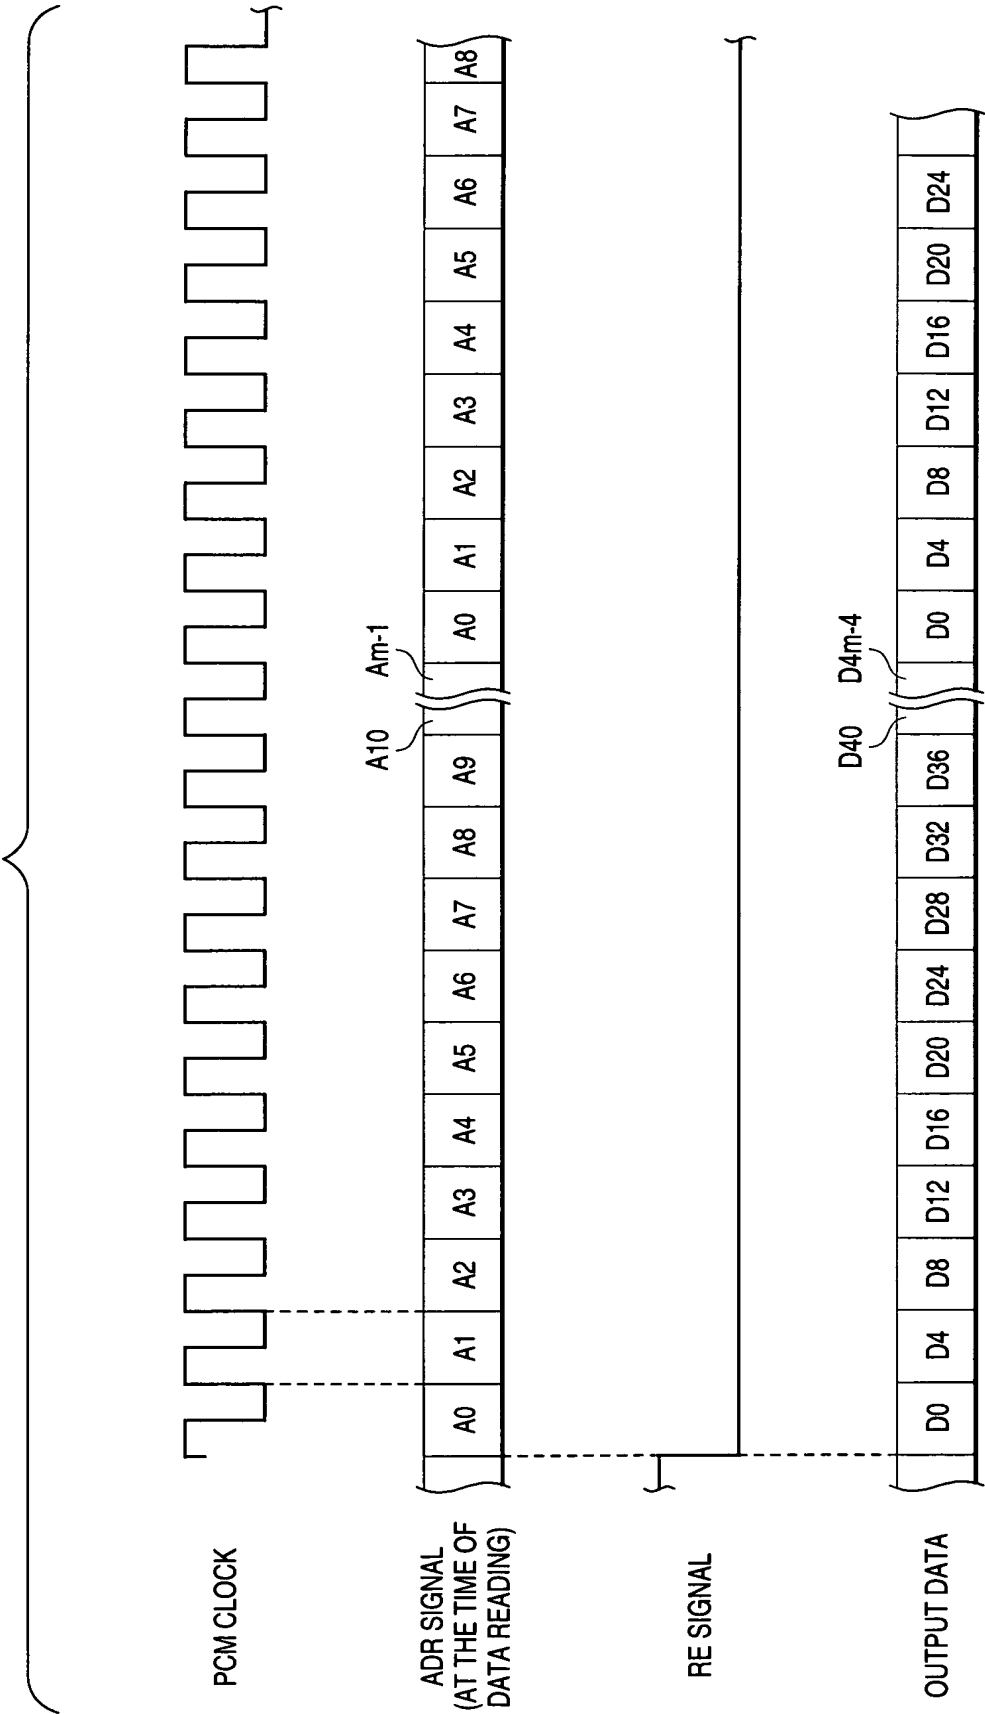 PCM CLOCK
ADR SIGNAL
(AT THE TIME OF
DATA READING)
A0 A1 A2 A3 A4 A5 A6 A7 A8 A9 A10 Am-1 A0 A1 A2 A3 A4 A5 A6 A7 A8
RE SIGNAL
OUTPUT DATA
D0 D4 D8 D12 D16 D20 D24 D28 D32 D36 D40 D4m-4 D0 D4 D8 D12 D16 D20 D24